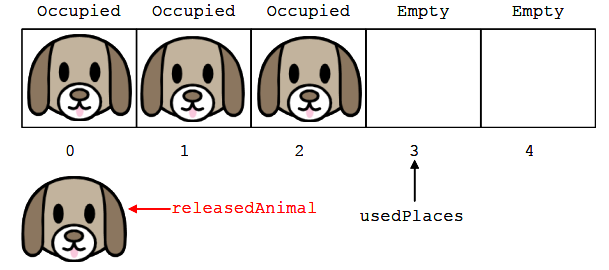 Occupied Occupied Occupied Empty Empty
0 1 2 3 4
releasedAnimal
usedPlaces